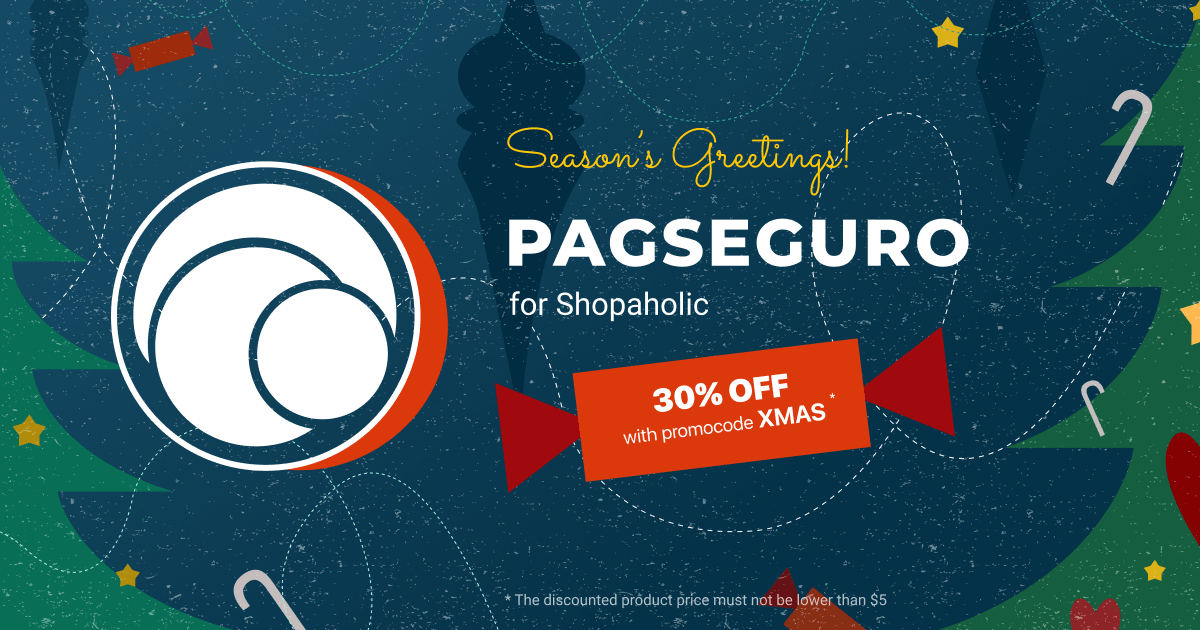 Season's Greetings!
PAGSEGURO
for Shopaholic
30% OFF
with promocode XMAS *
* The discounted product price must not be lower than $5